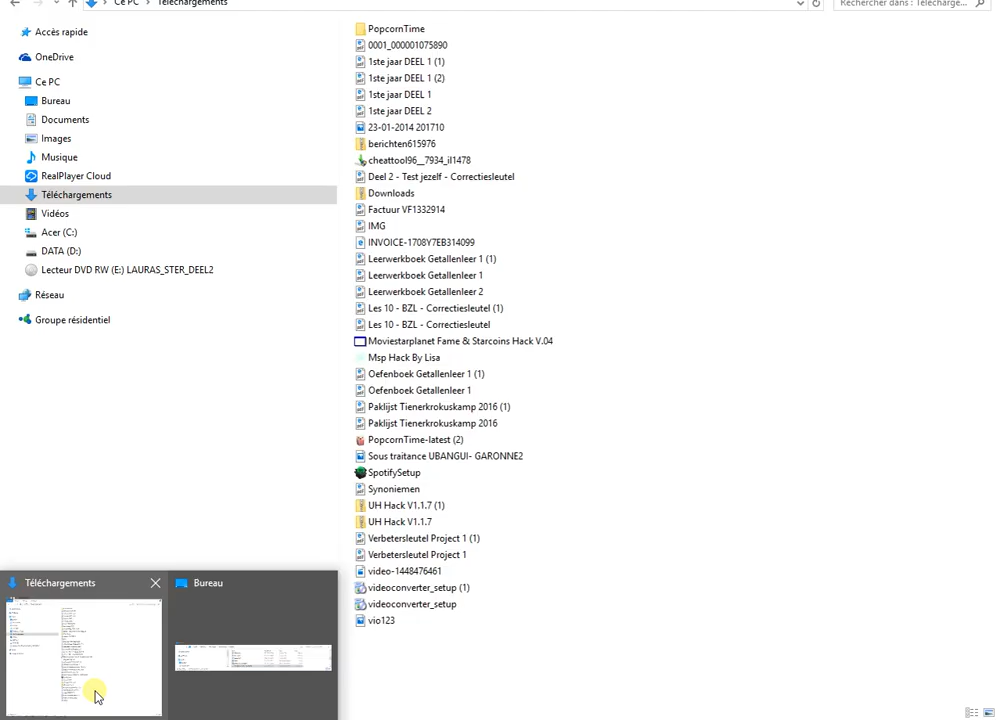 Ce PC > Téléchargements
Rechercher dans : Télécharge...
Accès rapide
OneDrive
Ce PC
Bureau
Documents
Images
Musique
RealPlayer Cloud
Téléchargements
Vidéos
Acer (C:)
DATA (D:)
Lecteur DVD RW (E:) LAURAS_STER_DEEL2
Réseau
Groupe résidentiel
PopcornTime
0001_000001075890
1ste jaar DEEL 1 (1)
1ste jaar DEEL 1 (2)
1ste jaar DEEL 1
1ste jaar DEEL 2
23-01-2014 201710
berichten615976
cheattool96__7934_il1478
Deel 2 - Test jezelf - Correctiesleutel
Downloads
Factuur VF1332914
IMG
INVOICE-1708Y7EB314099
Leerwerkboek Getallenleer 1 (1)
Leerwerkboek Getallenleer 1
Leerwerkboek Getallenleer 2
Les 10 - BZL - Correctiesleutel (1)
Les 10 - BZL - Correctiesleutel
Moviestarplanet Fame & Starcoins Hack V.04
Msp Hack By Lisa
Oefenboek Getallenleer 1 (1)
Oefenboek Getallenleer 1
Paklijst Tienerkrokuskamp 2016 (1)
Paklijst Tienerkrokuskamp 2016
PopcornTime-latest (2)
Sous traitance UBANGUI- GARONNE2
SpotifySetup
Synoniemen
UH Hack V1.1.7 (1)
UH Hack V1.1.7
Verbetersleutel Project 1 (1)
Verbetersleutel Project 1
video-1448476461
videoconverter_setup (1)
videoconverter_setup
vio123
Téléchargements
Bureau